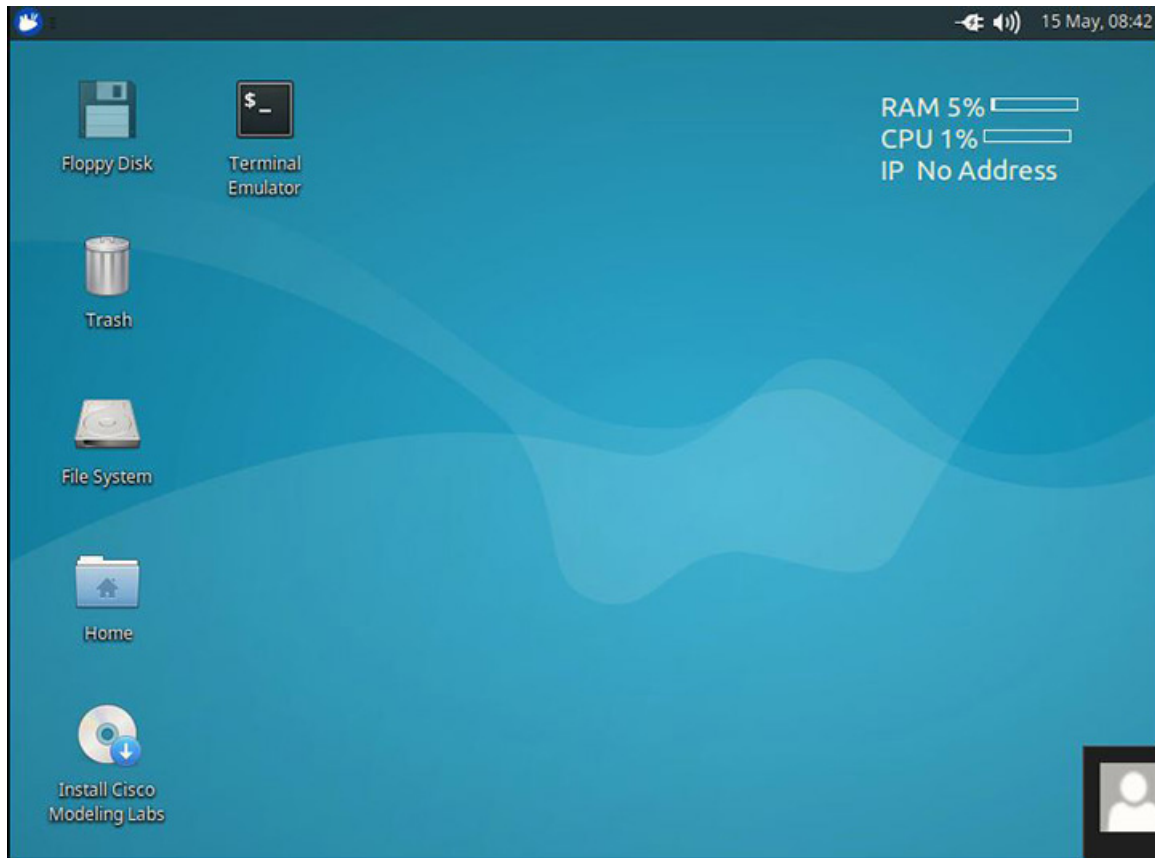 15 May, 08:42
RAM 5%
CPU 1%
IP No Address
Floppy Disk
$_
Terminal
Emulator
Trash
File System
Home
Install Cisco
Modeling Labs